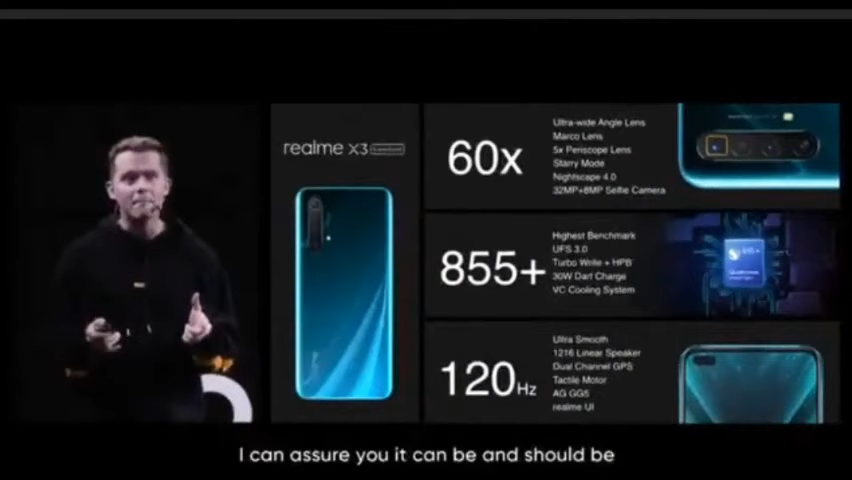 realme X3 SuperZoom
60x
Ultra-wide Angle Lens
Marco Lens
5x Periscope Lens
Starry Mode
Nightscape 4.0
32MP+8MP Selfie Camera
855+
Highest Benchmark
UFS 3.0
Turbo Write + HPB
30W Dart Charge
VC Cooling System
855+
Qualcomm
120Hz
Ultra Smooth
1216 Linear Speaker
Dual Channel GPS
Tactile Motor
AG GG5
realme UI
I can assure you it can be and should be